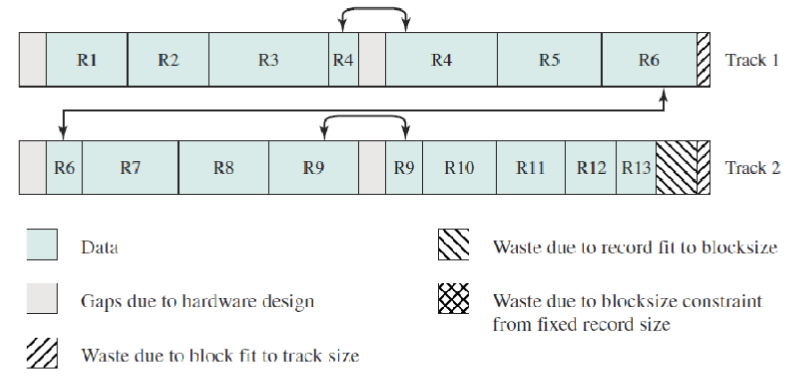 R1 R2 R3 R4 R4 R5 R6 Track 1
R6 R7 R8 R9 R9 R10 R11 R12 R13 Track 2
Data
Gaps due to hardware design
Waste due to block fit to track size
Waste due to record fit to blocksize
Waste due to blocksize constraint
from fixed record size